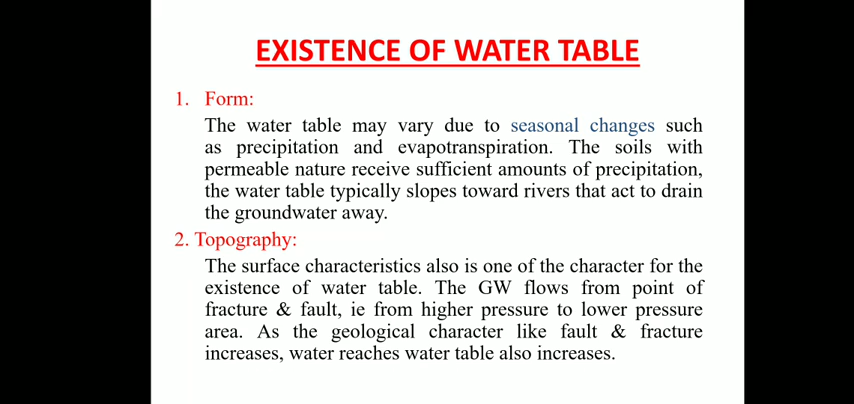 EXISTENCE OF WATER TABLE
1. Form:
The water table may vary due to seasonal changes such
as precipitation and evapotranspiration. The soils with
permeable nature receive sufficient amounts of precipitation,
the water table typically slopes toward rivers that act to drain
the groundwater away.
2. Topography:
The surface characteristics also is one of the character for the
existence of water table. The GW flows from point of
fracture & fault, ie from higher pressure to lower pressure
area. As the geological character like fault & fracture
increases, water reaches water table also increases.